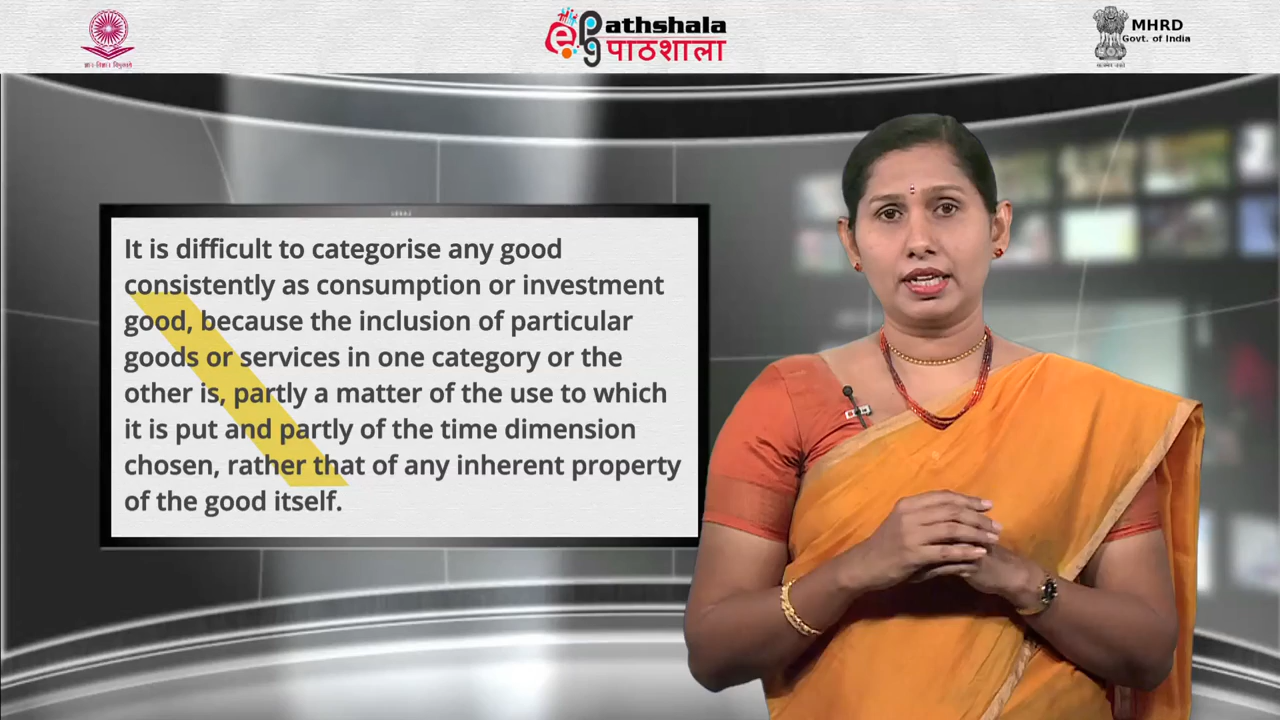 Pathshala
पाठशाला
MHRD
Govt. of India
It is difficult to categorise any good
consistently as consumption or investment
good, because the inclusion of particular
goods or services in one category or the
other is, partly a matter of the use to which
it is put and partly of the time dimension
chosen, rather that of any inherent property
of the good itself.